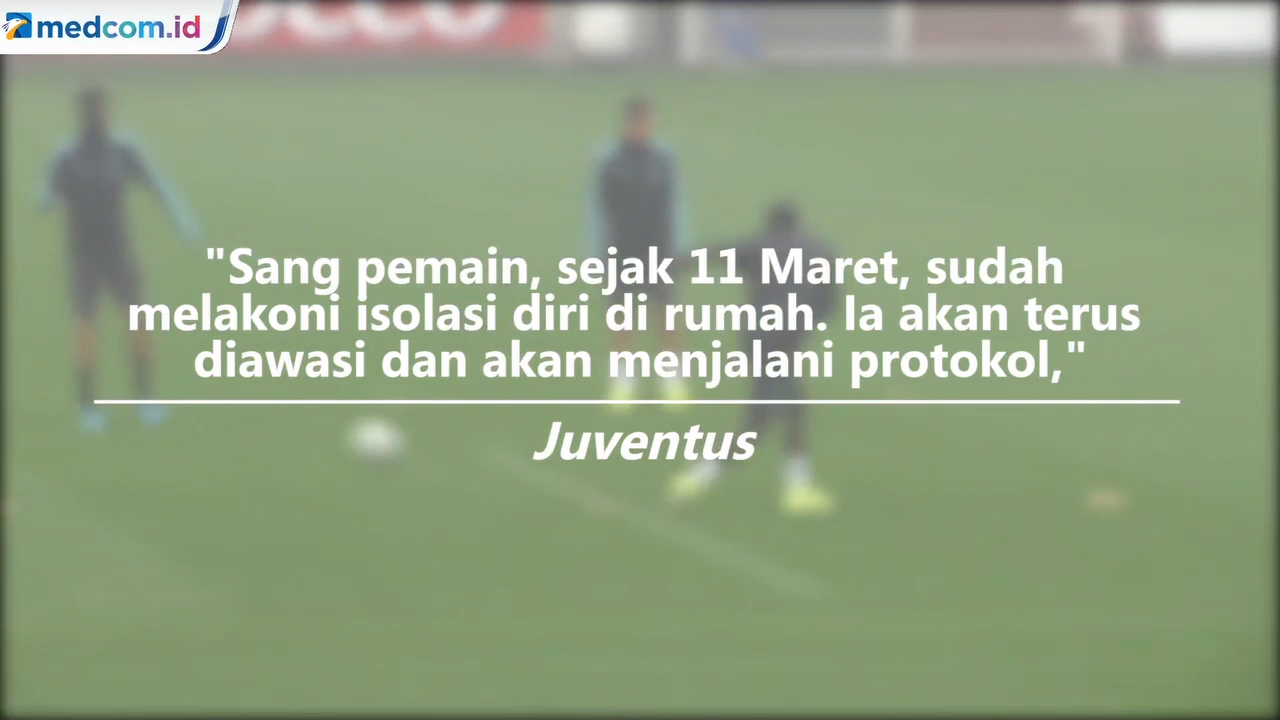 medcom.id
"Sang pemain, sejak 11 Maret, sudah
melakoni isolasi diri di rumah. Ia akan terus
diawasi dan akan menjalani protokol,"
Juventus